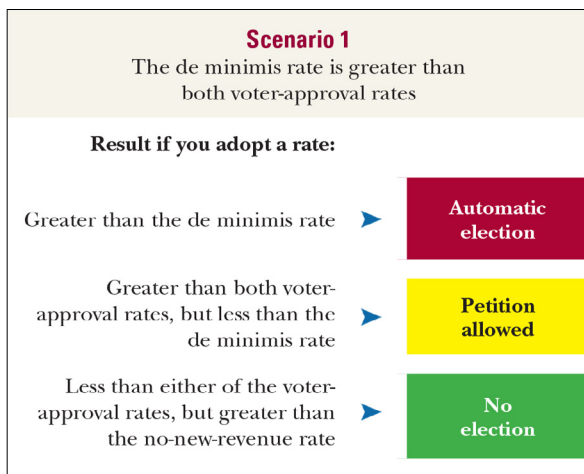 Scenario 1
The de minimis rate is greater than
both voter-approval rates
Result if you adopt a rate:
Greater than the de minimis rate
Automatic
election
Greater than both voter-
approval rates, but less than the
de minimis rate
Petition
allowed
Less than either of the voter-
approval rates, but greater than
the no-new-revenue rate
No
election